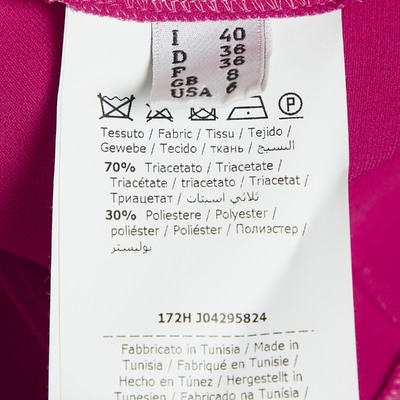 I 40
D 36
F 36
GB 8
USA 6
Tessuto / Fabric / Tissu / Tejido /
Gewebe / Tecido / ткань / النسيج
70% Triacetato / Triacetate /
Triacétate / triacetato / Triacetat /
Триацетат / ثلاثي اسيتات
30% Poliestere / Polyester /
poliéster / Poliéster / Полиэстер /
بوليستر
172H J04295824
Fabbricato in Tunisia / Made in
Tunisia / Fabriqué en Tunisie /
Hecho en Túnez / Hergestellt in
Tunesien / Fabricado na Tunísia